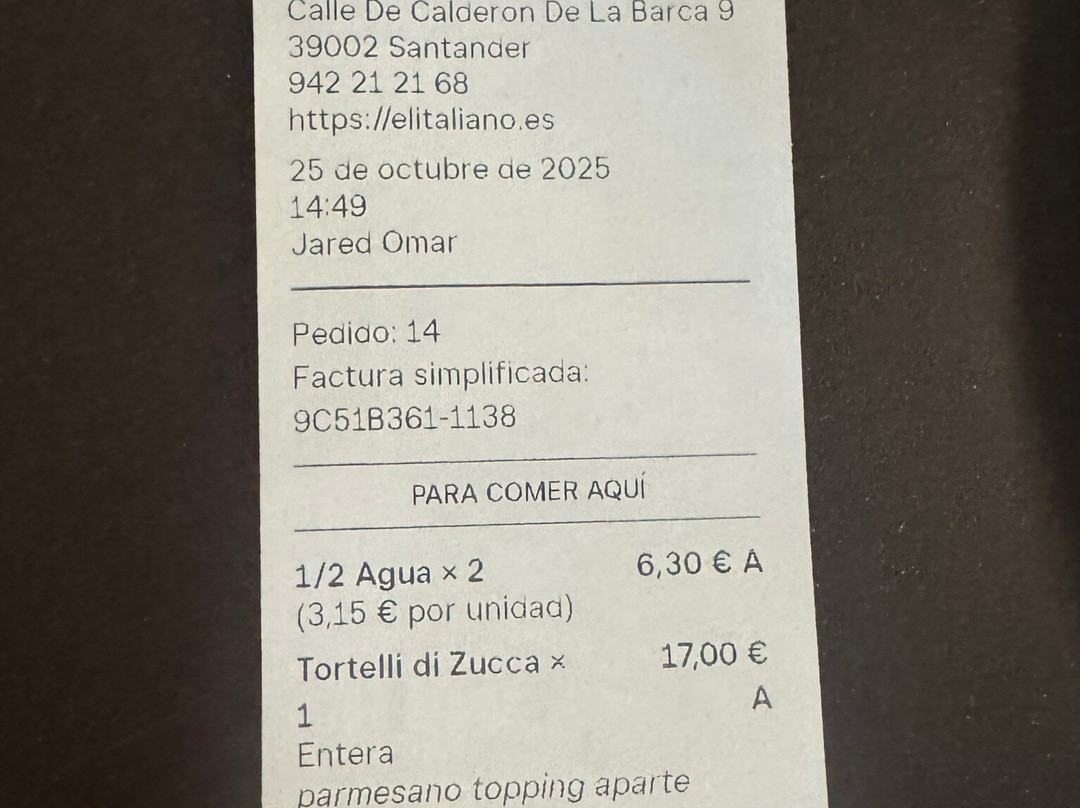 Calle De Calderon De La Barca 9
39002 Santander
942 21 21 68
https://elitaliano.es
25 de octubre de 2025
14:49
Jared Omar
Pedido: 14
Factura simplificada:
9C51B361-1138
PARA COMER AQUÍ
1/2 Agua × 2 6,30 € A
(3,15 € por unidad)
Tortelli di Zucca × 17,00 €
1 A
Entera
parmesano topping aparte